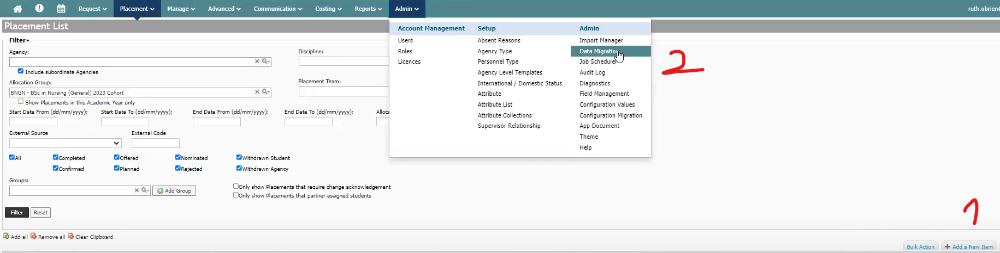 Request Placement Manage Advanced Communication Costing Reports Admin ruth.obrien@
Placement List
Account Management Setup Admin
Users Absent Reasons Import Manager
Roles Agency Type Data Migration
Licences Personnel Type Job Scheduler
Agency Level Templates Audit Log
International / Domestic Status Diagnostics
Attribute Field Management
Attribute List Configuration Values
Attribute Collections Configuration Migration
Supervisor Relationship App Document
Theme
Help
2
Filter
Agency: Discipline:
Include subordinate Agencies
Allocation Group: Placement Team:
BNGN - BSc in Nursing (General) 2023 Cohort
Show Placements in this Academic Year only
Start Date From (dd/mm/yyyy): Start Date To (dd/mm/yyyy): End Date From (dd/mm/yyyy): End Date To (dd/mm/yyyy): Alloc
External Source External Code
All Completed Offered Nominated Withdrawn-Student
Confirmed Planned Rejected Withdrawn-Agency
Groups:
Add Group
Only show Placements that require change acknowledgement
Only show Placements that partner assigned students
Filter Reset
1
Add all Remove all Clear Clipboard
Bulk Action Add a New Item